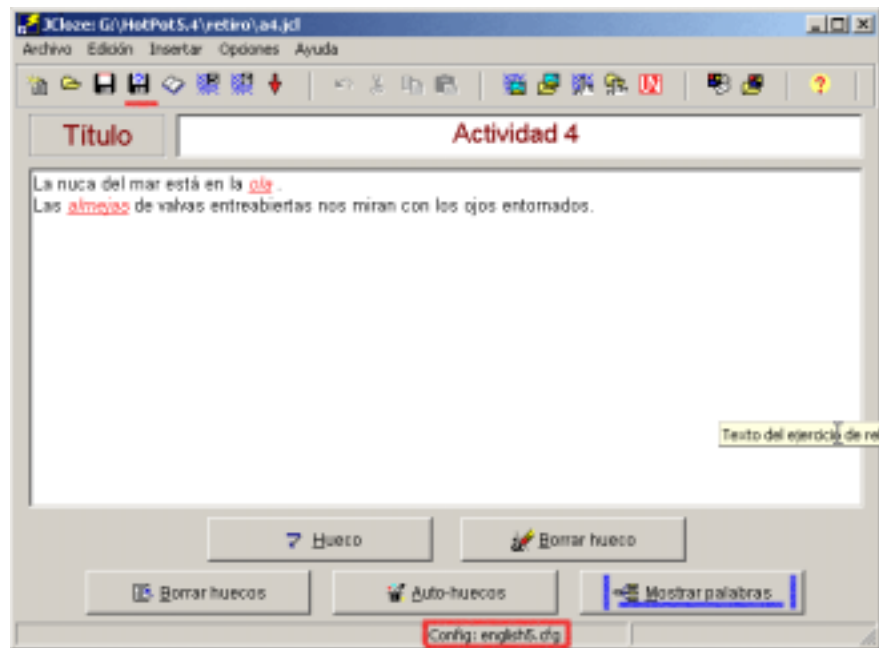 JCloze: G:\HotPot5.4\retiro\a4.jcl
Archivo Edición Insertar Opciones Ayuda
Título
Actividad 4
La nuca del mar está en la ola .
Las almejas de valvas entreabiertas nos miran con los ojos entornados.
Texto del ejercicio de rel
Hueco
Borrar hueco
Borrar huecos
Auto-huecos
Mostrar palabras
Config: english5.cfg